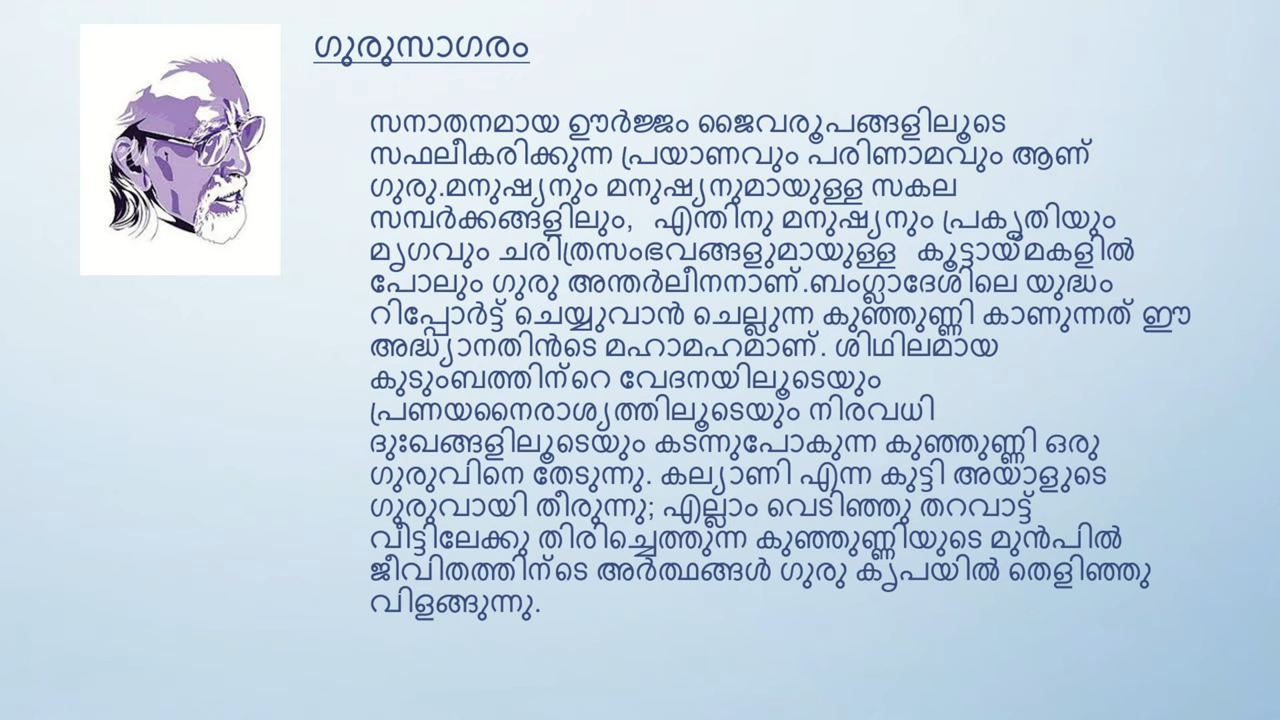 ഗുരുസാഗരം
സനാതനമായ ഊർജ്ജം ജൈവരൂപങ്ങളിലൂടെ
സഫലീകരിക്കുന്ന പ്രയാണവും പരിണാമവും ആണ്
ഗുരു.മനുഷ്യനും മനുഷ്യനുമായുള്ള സകല
സമ്പർക്കങ്ങളിലും, എന്തിനു മനുഷ്യനും പ്രകൃതിയും
മൃഗവും ചരിത്രസംഭവങ്ങളുമായുള്ള കൂട്ടായ്മകളിൽ
പോലും ഗുരു അന്തർലീനനാണ്.ബംഗ്ലാദേശിലെ യുദ്ധം
റിപ്പോർട്ട് ചെയ്യുവാൻ ചെല്ലുന്ന കുഞ്ഞുണ്ണി കാണുന്നത് ഈ
അദ്ധ്യാനതിൻടെ മഹാമഹമാണ്. ശിഥിലമായ
കുടുംബത്തിന്റെ വേദനയിലൂടെയും
പ്രണയനൈരാശ്യത്തിലൂടെയും നിരവധി
ദുഃഖങ്ങളിലൂടെയും കടന്നുപോകുന്ന കുഞ്ഞുണ്ണി ഒരു
ഗുരുവിനെ തേടുന്നു. കല്യാണി എന്ന കുട്ടി അയാളുടെ
ഗുരുവായി തീരുന്നു; എല്ലാം വെടിഞ്ഞു തറവാട്ട്
വീട്ടിലേക്കു തിരിച്ചെത്തുന്ന കുഞ്ഞുണ്ണിയുടെ മുൻപിൽ
ജീവിതത്തിന്ടെ അർത്ഥങ്ങൾ ഗുരു കൃപയിൽ തെളിഞ്ഞു
വിളങ്ങുന്നു.